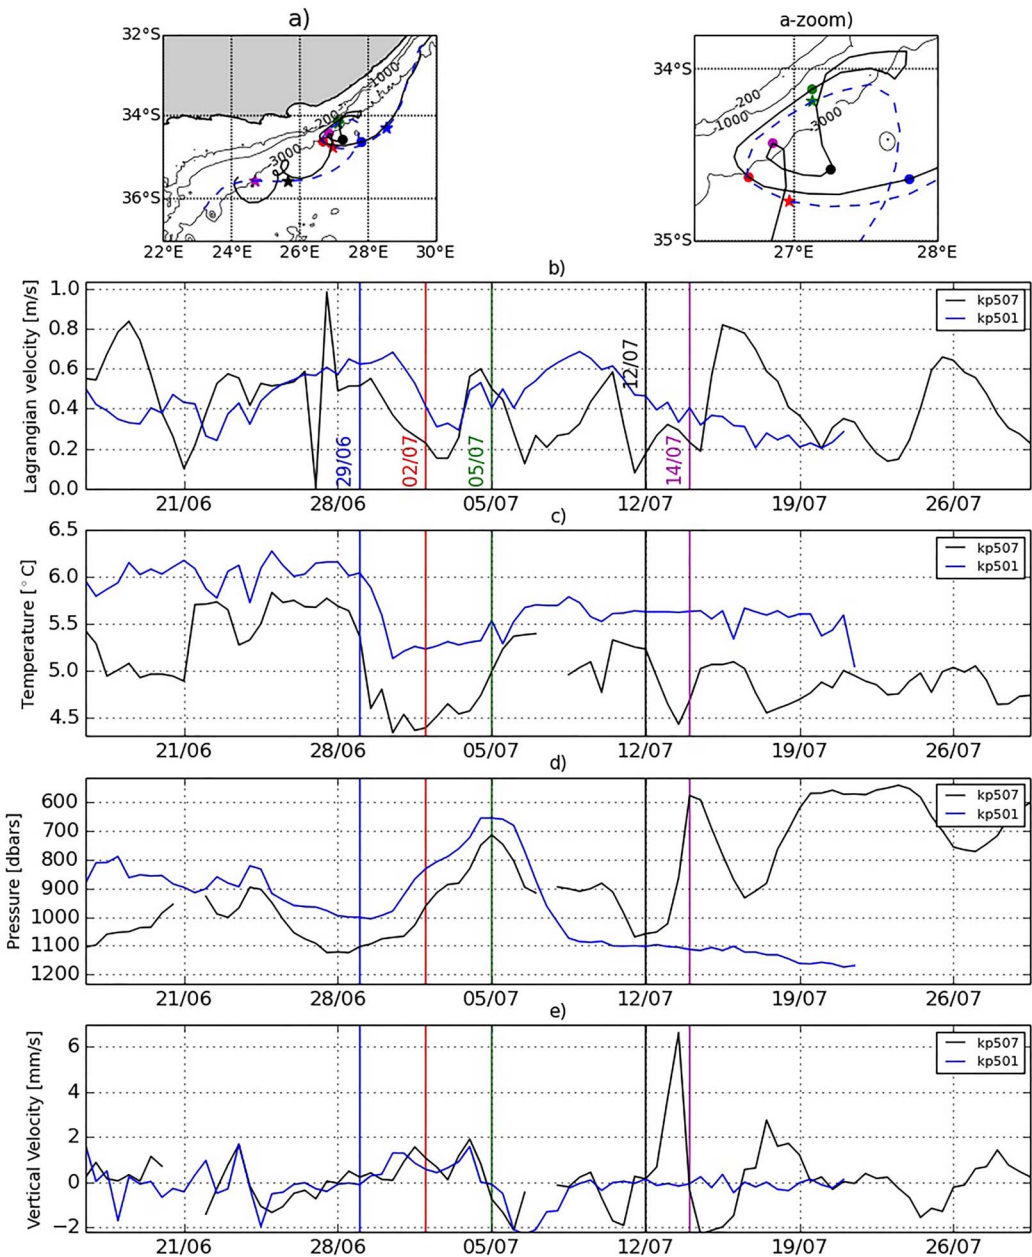 a)
32°S
34°S
36°S
22°E 24°E 26°E 28°E 30°E
1000
200
3000
a-zoom)
34°S
35°S
27°E 28°E
-200
-1000
3000
b)
Lagrangian velocity [m/s]
1.0
0.8
0.6
0.4
0.2
0.0
kp507
kp501
29/06
02/07
05/07
12/07
14/07
21/06 28/06 05/07 12/07 19/07 26/07
c)
Temperature [°C]
6.5
6.0
5.5
5.0
4.5
kp507
kp501
21/06 28/06 05/07 12/07 19/07 26/07
d)
Pressure [dbars]
600
700
800
900
1000
1100
1200
kp507
kp501
21/06 28/06 05/07 12/07 19/07 26/07
e)
Vertical Velocity [mm/s]
6
4
2
0
−2
kp507
kp501
21/06 28/06 05/07 12/07 19/07 26/07